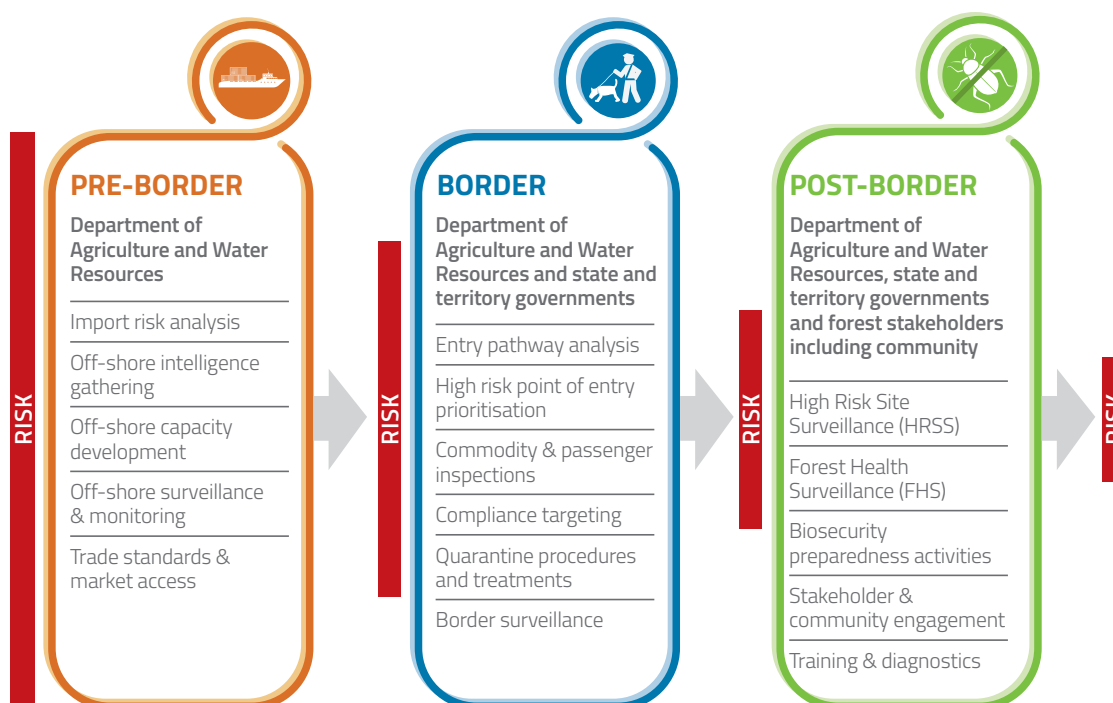 RISK
PRE-BORDER
Department of
Agriculture and Water
Resources
Import risk analysis
Off-shore intelligence
gathering
Off-shore capacity
development
Off-shore surveillance
& monitoring
Trade standards &
market access
RISK
BORDER
Department of
Agriculture and Water
Resources and state and
territory governments
Entry pathway analysis
High risk point of entry
prioritisation
Commodity & passenger
inspections
Compliance targeting
Quarantine procedures
and treatments
Border surveillance
RISK
POST-BORDER
Department of
Agriculture and Water
Resources, state and
territory governments
and forest stakeholders
including community
High Risk Site
Surveillance (HRSS)
Forest Health
Surveillance (FHS)
Biosecurity
preparedness activities
Stakeholder &
community engagement
Training & diagnostics
RISK